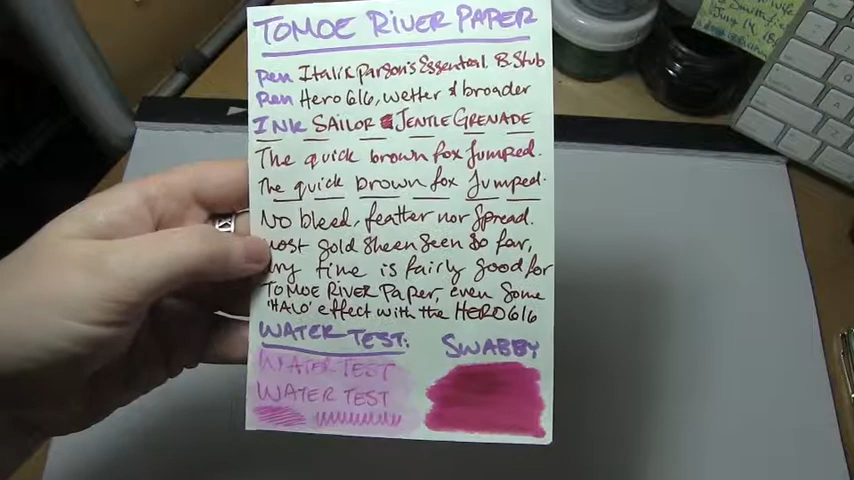 TOMOE RIVER PAPER
Pen Italix Parson's Essential B. Stub
Pen Hero 616, wetter & broader
INK SAILOR JENTLE GRENADE
The quick brown fox jumped.
The quick brown fox jumped.
No bleed, feather nor spread.
most gold sheen seen so far,
Dry time is fairly good for
TOMOE RIVER Paper, even some
'HALO' effect with the HERO 616
WATER TEST:
SWABBY
WATER TEST
WATER TEST